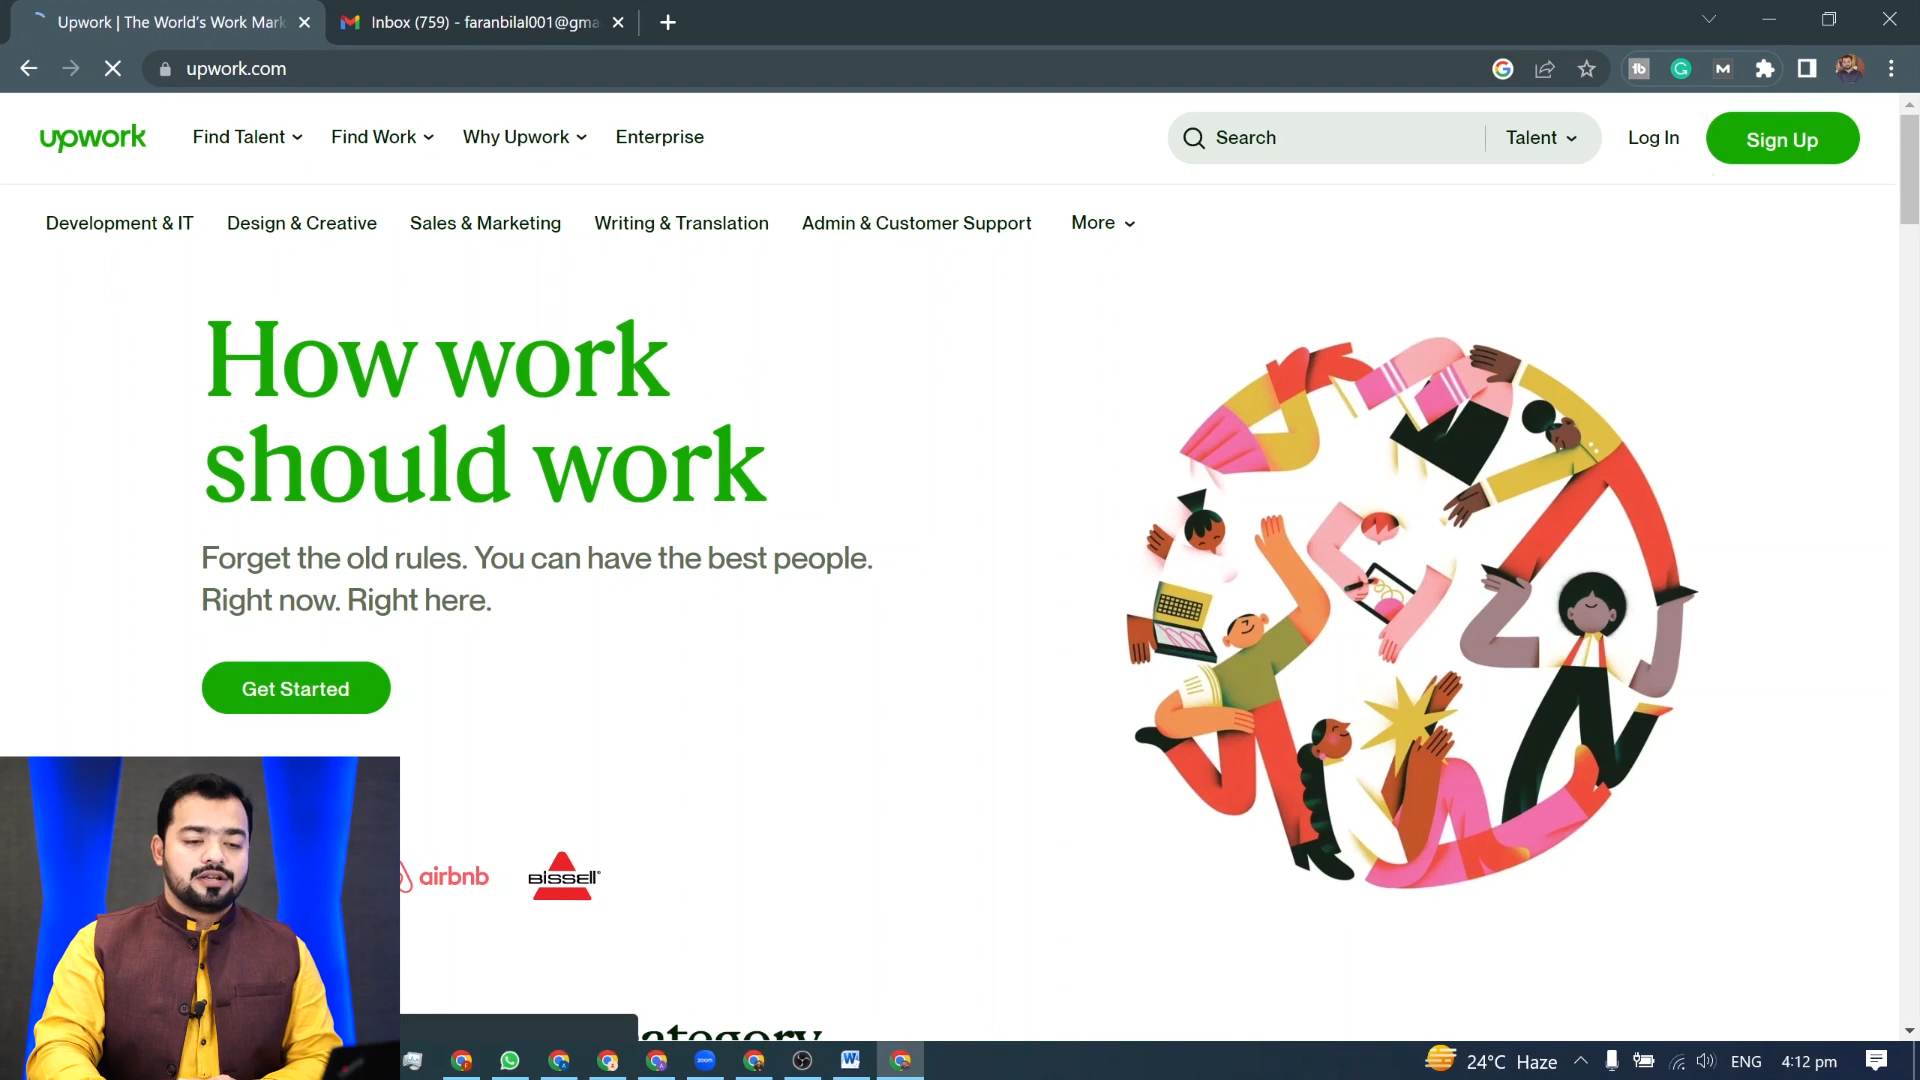 Upwork | The World's Work Mark
Inbox (759) - faranbilal001@gma
upwork.com
upwork
Find Talent
Find Work
Why Upwork
Enterprise
Search
Talent
Log In
Sign Up
Development & IT
Design & Creative
Sales & Marketing
Writing & Translation
Admin & Customer Support
More
How work
should work
Forget the old rules. You can have the best people.
Right now. Right here.
Get Started
airbnb
BISSELL
ategory
zoom
24°C Haze
ENG
4:12 pm